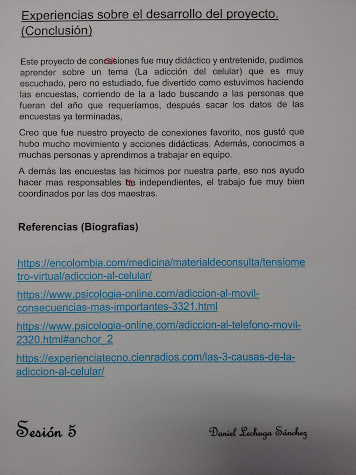 Experiencias sobre el desarrollo del proyecto.
(Conclusión)
Este proyecto de conexiones fue muy didáctico y entretenido, pudimos
aprender sobre un tema (La adicción del celular) que es muy
escuchado, pero no estudiado, fue divertido como estuvimos haciendo
las encuestas, corriendo de la a lado buscando a las personas que
fueran del año que requeríamos, después sacar los datos de las
encuestas ya terminadas,
Creo que fue nuestro proyecto de conexiones favorito, nos gustó que
hubo mucho movimiento y acciones didácticas. Además, conocimos a
muchas personas y aprendimos a trabajar en equipo.
A demás las encuestas las hicimos por nuestra parte, eso nos ayudo
hacer mas responsables independientes, el trabajo fue muy bien
coordinados por las dos maestras.
Referencias (Biografías)
https://encolombia.com/medicina/materialdeconsulta/tensiome
tro-virtual/adiccion-al-celular/
https://www.psicologia-online.com/adiccion-al-movil-
consecuencias-mas-importantes-3321.html
https://www.psicologia-online.com/adiccion-al-telefono-movil-
2320.html#anchor_2
https://experienciatecno.cienradios.com/las-3-causas-de-la-
adiccion-al-celular/
Sesión 5
Daniel Lechuga Sánchez